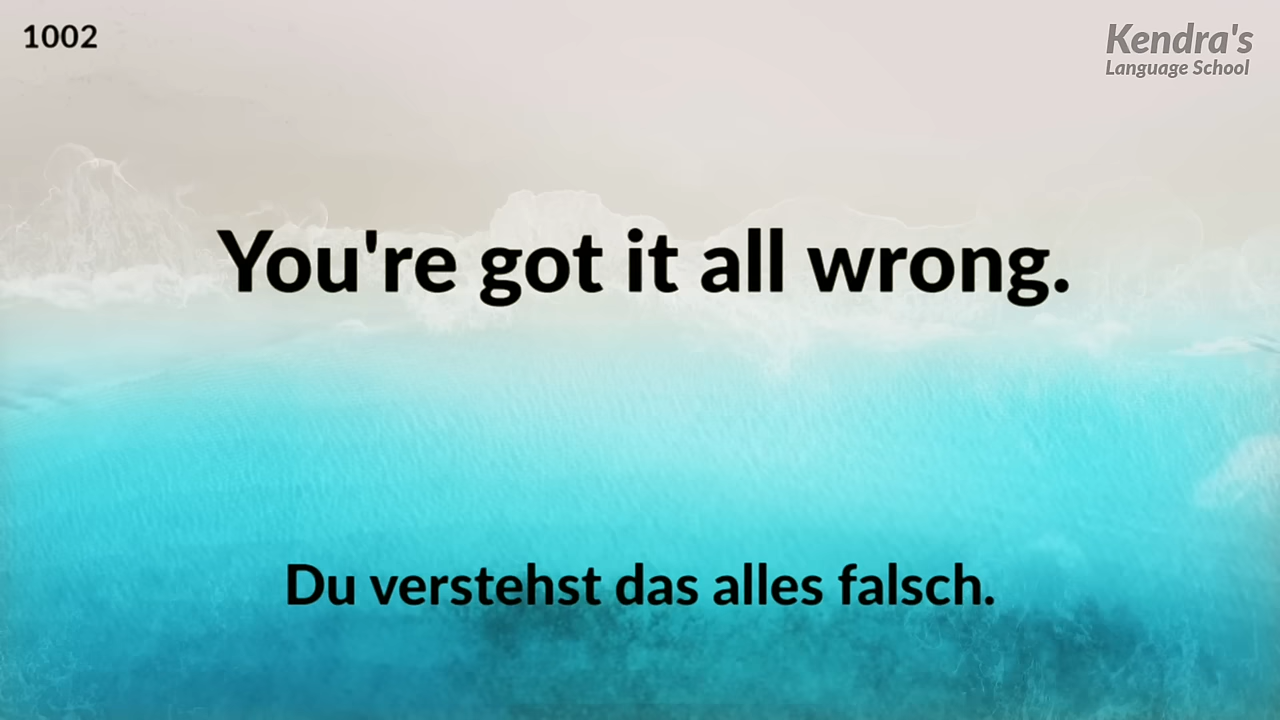 1002
Kendra's
Language School
You're got it all wrong.
Du verstehst das alles falsch.